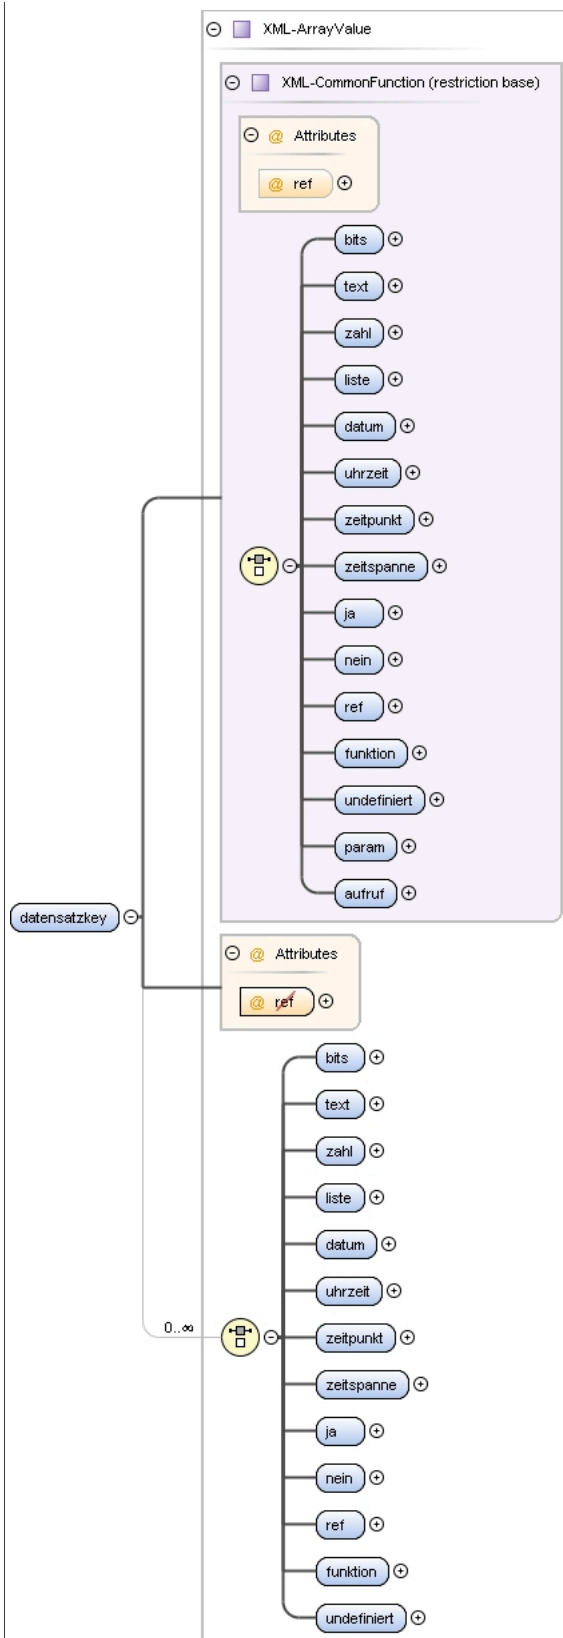 XML-ArrayValue
XML-CommonFunction (restriction base)
@ Attributes
@ ref
bits
text
zahl
liste
datum
uhrzeit
zeitpunkt
zeitspanne
ja
nein
ref
funktion
undefiniert
param
aufruf
datensatzkey
@ Attributes
@ ref
bits
text
zahl
liste
datum
uhrzeit
0..∞
zeitpunkt
zeitspanne
ja
nein
ref
funktion
undefiniert